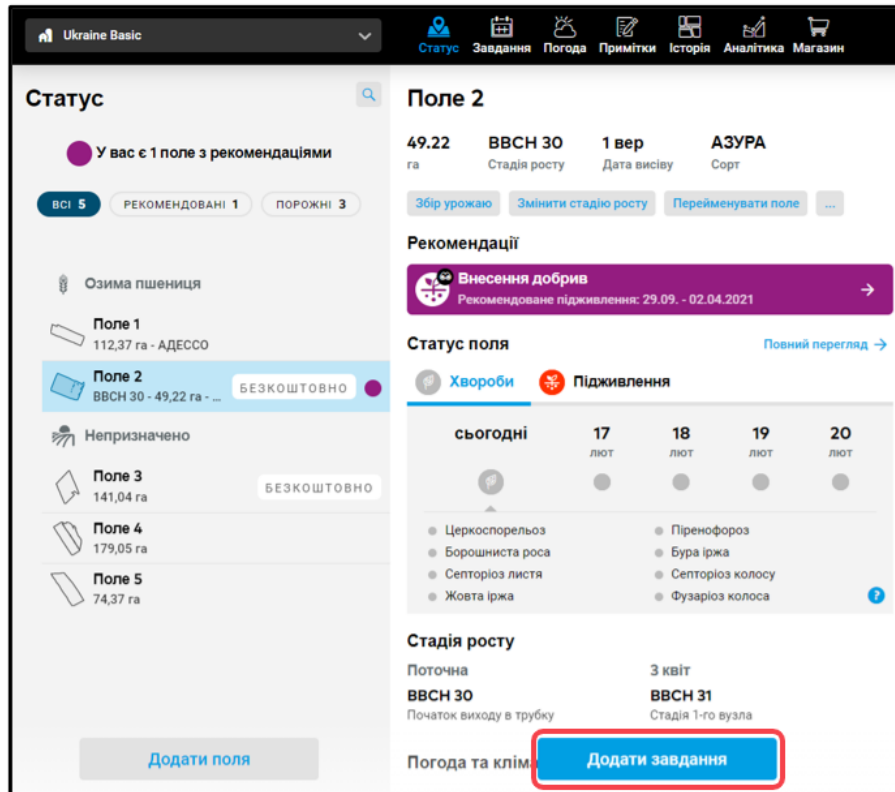 Ukraine Basic
Статус Завдання Погода Примітки Історія Аналітика Магазин
Статус
У вас є 1 поле з рекомендаціями
ВСІ 5 РЕКОМЕНДОВАНІ 1 ПОРОЖНІ 3
Озима пшениця
Поле 1
112,37 га - АДЕССО
Поле 2
ВВСН 30 - 49,22 га - ...
БЕЗКОШТОВНО
Непризначено
Поле 3
141,04 га
БЕЗКОШТОВНО
Поле 4
179,05 га
Поле 5
74,37 га
Додати поля
Поле 2
49.22 ВВСН 30 1 вер АЗУРА
га Стадія росту Дата висіву Сорт
Збір урожаю Змінити стадію росту Перейменувати поле ...
Рекомендації
Внесення добрив
Рекомендоване підживлення: 29.09. - 02.04.2021
Статус поля Повний перегляд →
Хвороби Підживлення
сьогодні 17 18 19 20
лют лют лют лют
Церкоспорельоз Піренофороз
Борошниста роса Бура іржа
Септоріоз листя Септоріоз колосу
Жовта іржа Фузаріоз колоса
?
Стадія росту
Поточна 3 квіт
ВВСН 30 ВВСН 31
Початок виходу в трубку Стадія 1-го вузла
Погода та кліма
Додати завдання